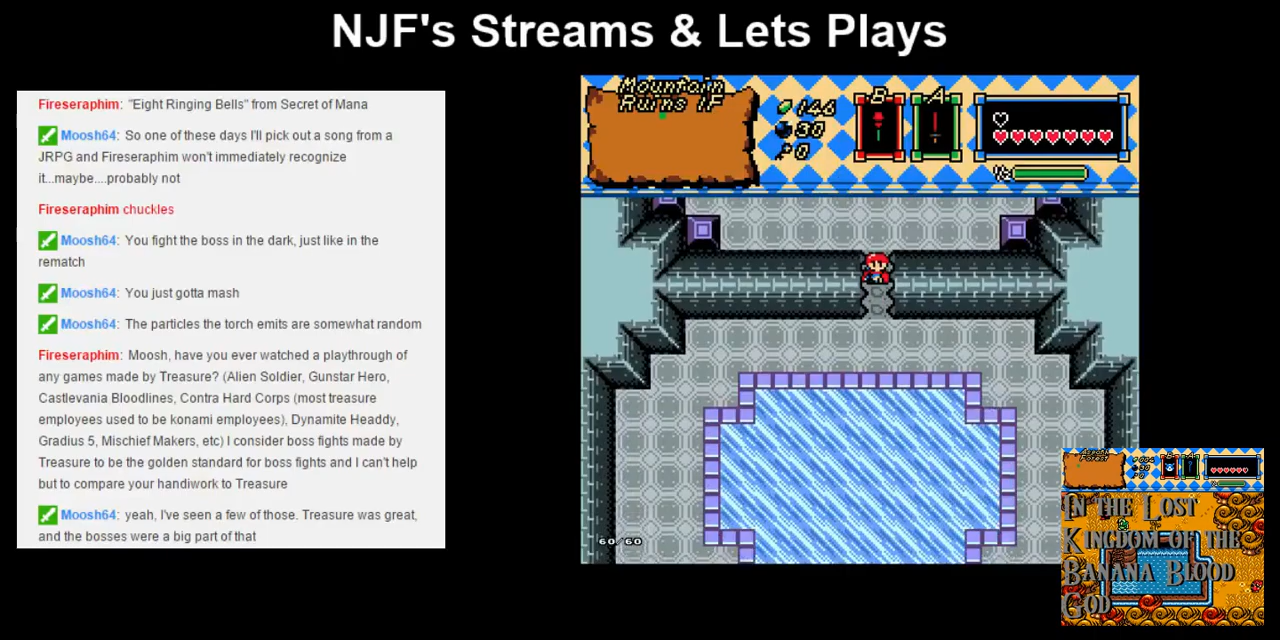 NJF's Streams & Lets Plays
Fireseraphim: "Eight Ringing Bells" from Secret of Mana
Moosh64: So one of these days I'll pick out a song from a
JRPG and Fireseraphim won't immediately recognize
it...maybe....probably not
Fireseraphim chuckles
Moosh64: You fight the boss in the dark, just like in the
rematch
Moosh64: You just gotta mash
Moosh64: The particles the torch emits are somewhat random
Fireseraphim: Moosh, have you ever watched a playthrough of
any games made by Treasure? (Alien Soldier, Gunstar Hero,
Castlevania Bloodlines, Contra Hard Corps (most treasure
employees used to be konami employees), Dynamite Headdy,
Gradius 5, Mischief Makers, etc) I consider boss fights made by
Treasure to be the golden standard for boss fights and I can't help
but to compare your handiwork to Treasure
Moosh64: yeah, I've seen a few of those. Treasure was great,
and the bosses were a big part of that
Mountain
Ruins 1F
146
30
0
B
A
60/60
Forest
In the Lost
Kingdom of the
Banana Blood
God